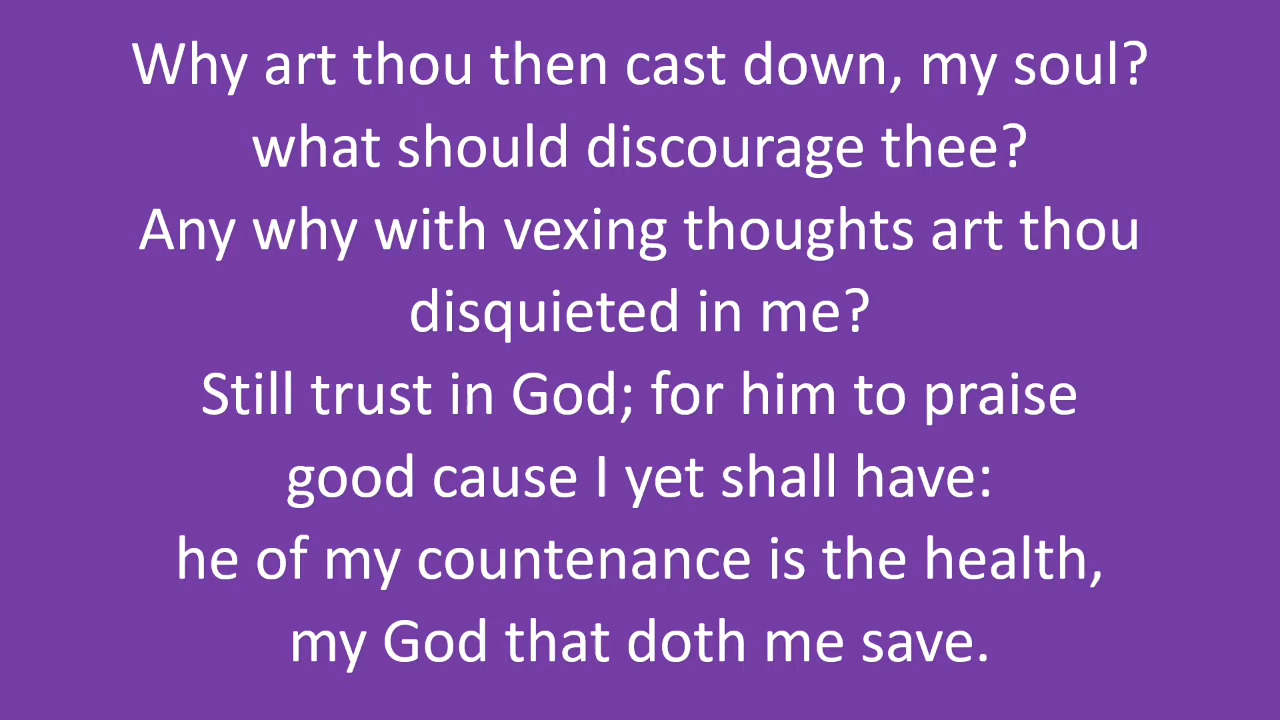 Why art thou then cast down, my soul?
what should discourage thee?
Any why with vexing thoughts art thou
disquieted in me?
Still trust in God; for him to praise
good cause I yet shall have:
he of my countenance is the health,
my God that doth me save.